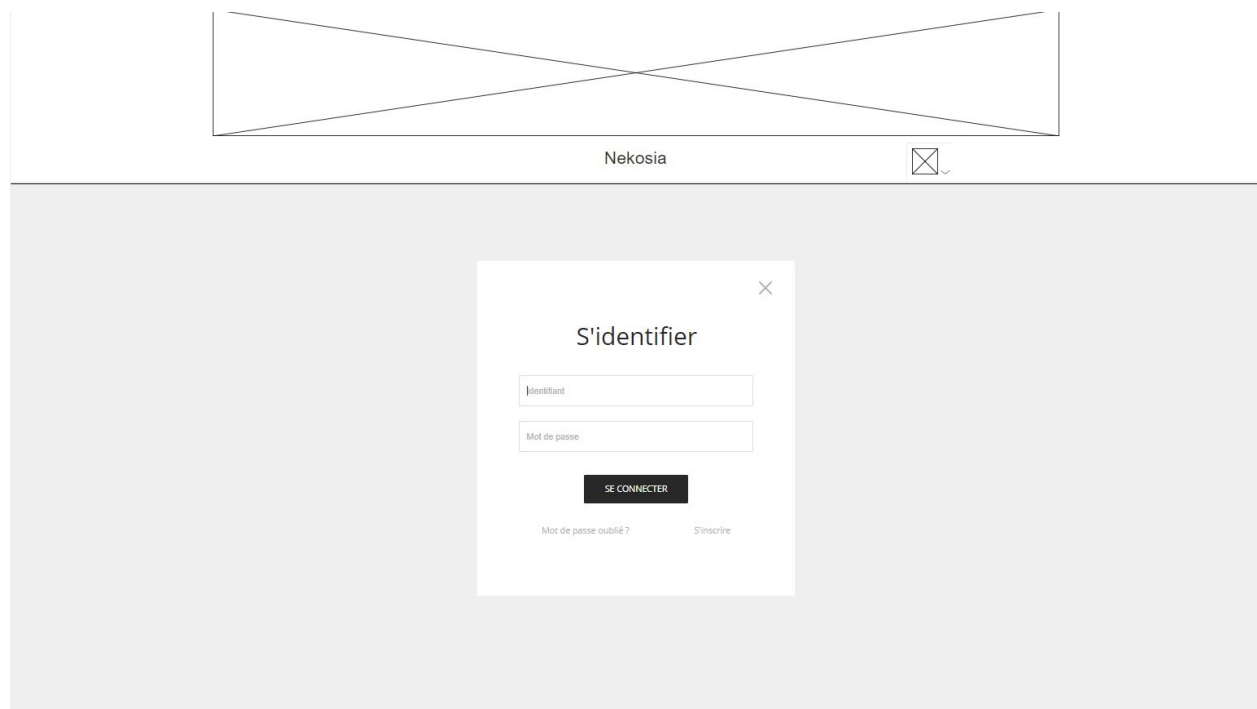 Nekosia
S'identifier
Identifiant
Mot de passe
SE CONNECTER
Mot de passe oublié ? S'inscrire